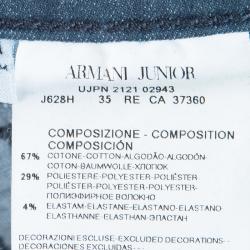 ARMANI JUNIOR
UJPN 2121 02943
J628H 35 RE CA 37360
COMPOSIZIONE - COMPOSITION
COMPOSICIÓN
67% COTONE-COTTON-ALGODÃO-ALGODÓN-
COTON-BAUMWOLLE-ХЛОПОК
29% POLIESTERE-POLYESTER-POLIÉSTER-
POLIÉSTER-POLYESTER-POLYESTER-
ПОЛИЭФИРНОЕ ВОЛОКНО
4% ELASTAN-ELASTANE-ELASTANO-ELASTANO
ELASTHANNE-ELASTHAN-ЭЛАСТАН
DECORAZIONI ESCLUSE-EXCLUDED DECORATIONS-
DECORACIONES EXCLUIDAS-